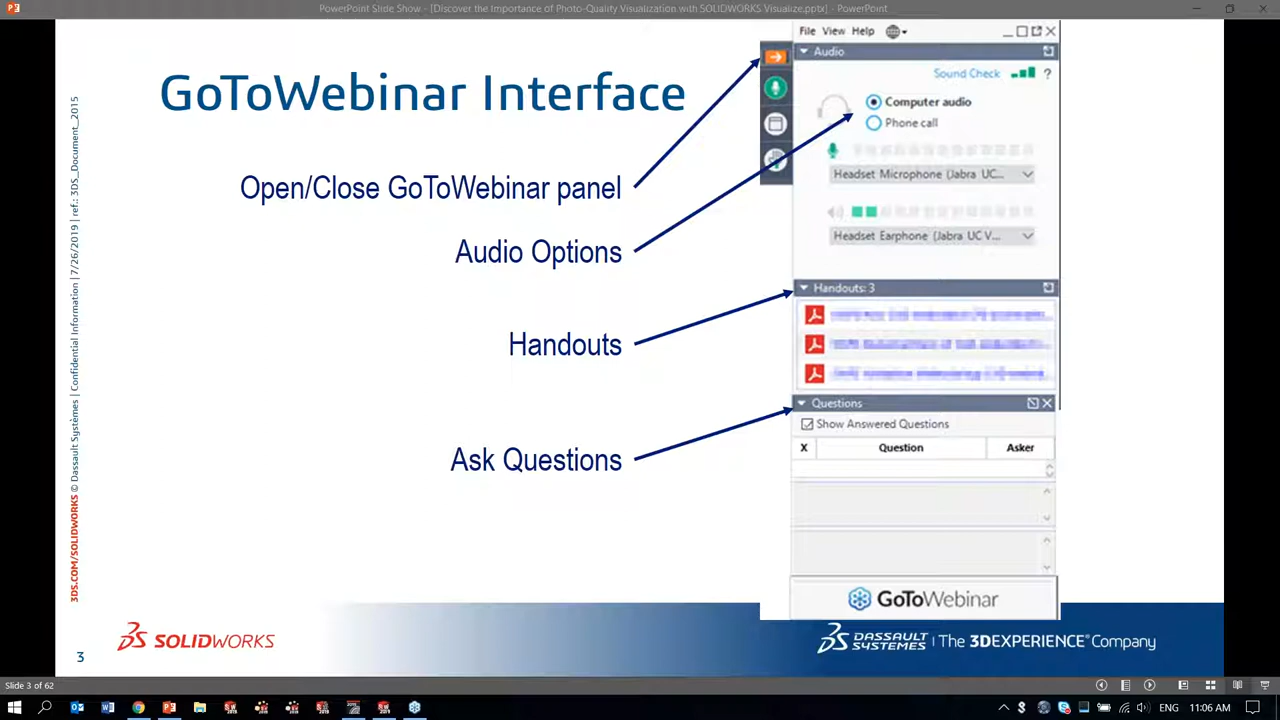 PowerPoint Slide Show - [Discover the Importance of Photo-Quality Visualization with SOLIDWORKS Visualize.pptx] - PowerPoint
GoToWebinar Interface
Open/Close GoToWebinar panel
Audio Options
Handouts
Ask Questions
File View Help
Audio
Sound Check
?
Computer audio
Phone call
Headset Microphone (Jabra UC...
Headset Earphone (Jabra UC V...
Handouts: 3
Questions
Show Answered Questions
X Question Asker
GoToWebinar
3DS.COM/SOLIDWORKS © Dassault Systèmes | Confidential Information | 7/26/2019 | ref.: 3DS_Document_2015
SOLIDWORKS
DASSAULT SYSTEMES | The 3DEXPERIENCE® Company
3
Slide 3 of 62
ENG 11:06 AM